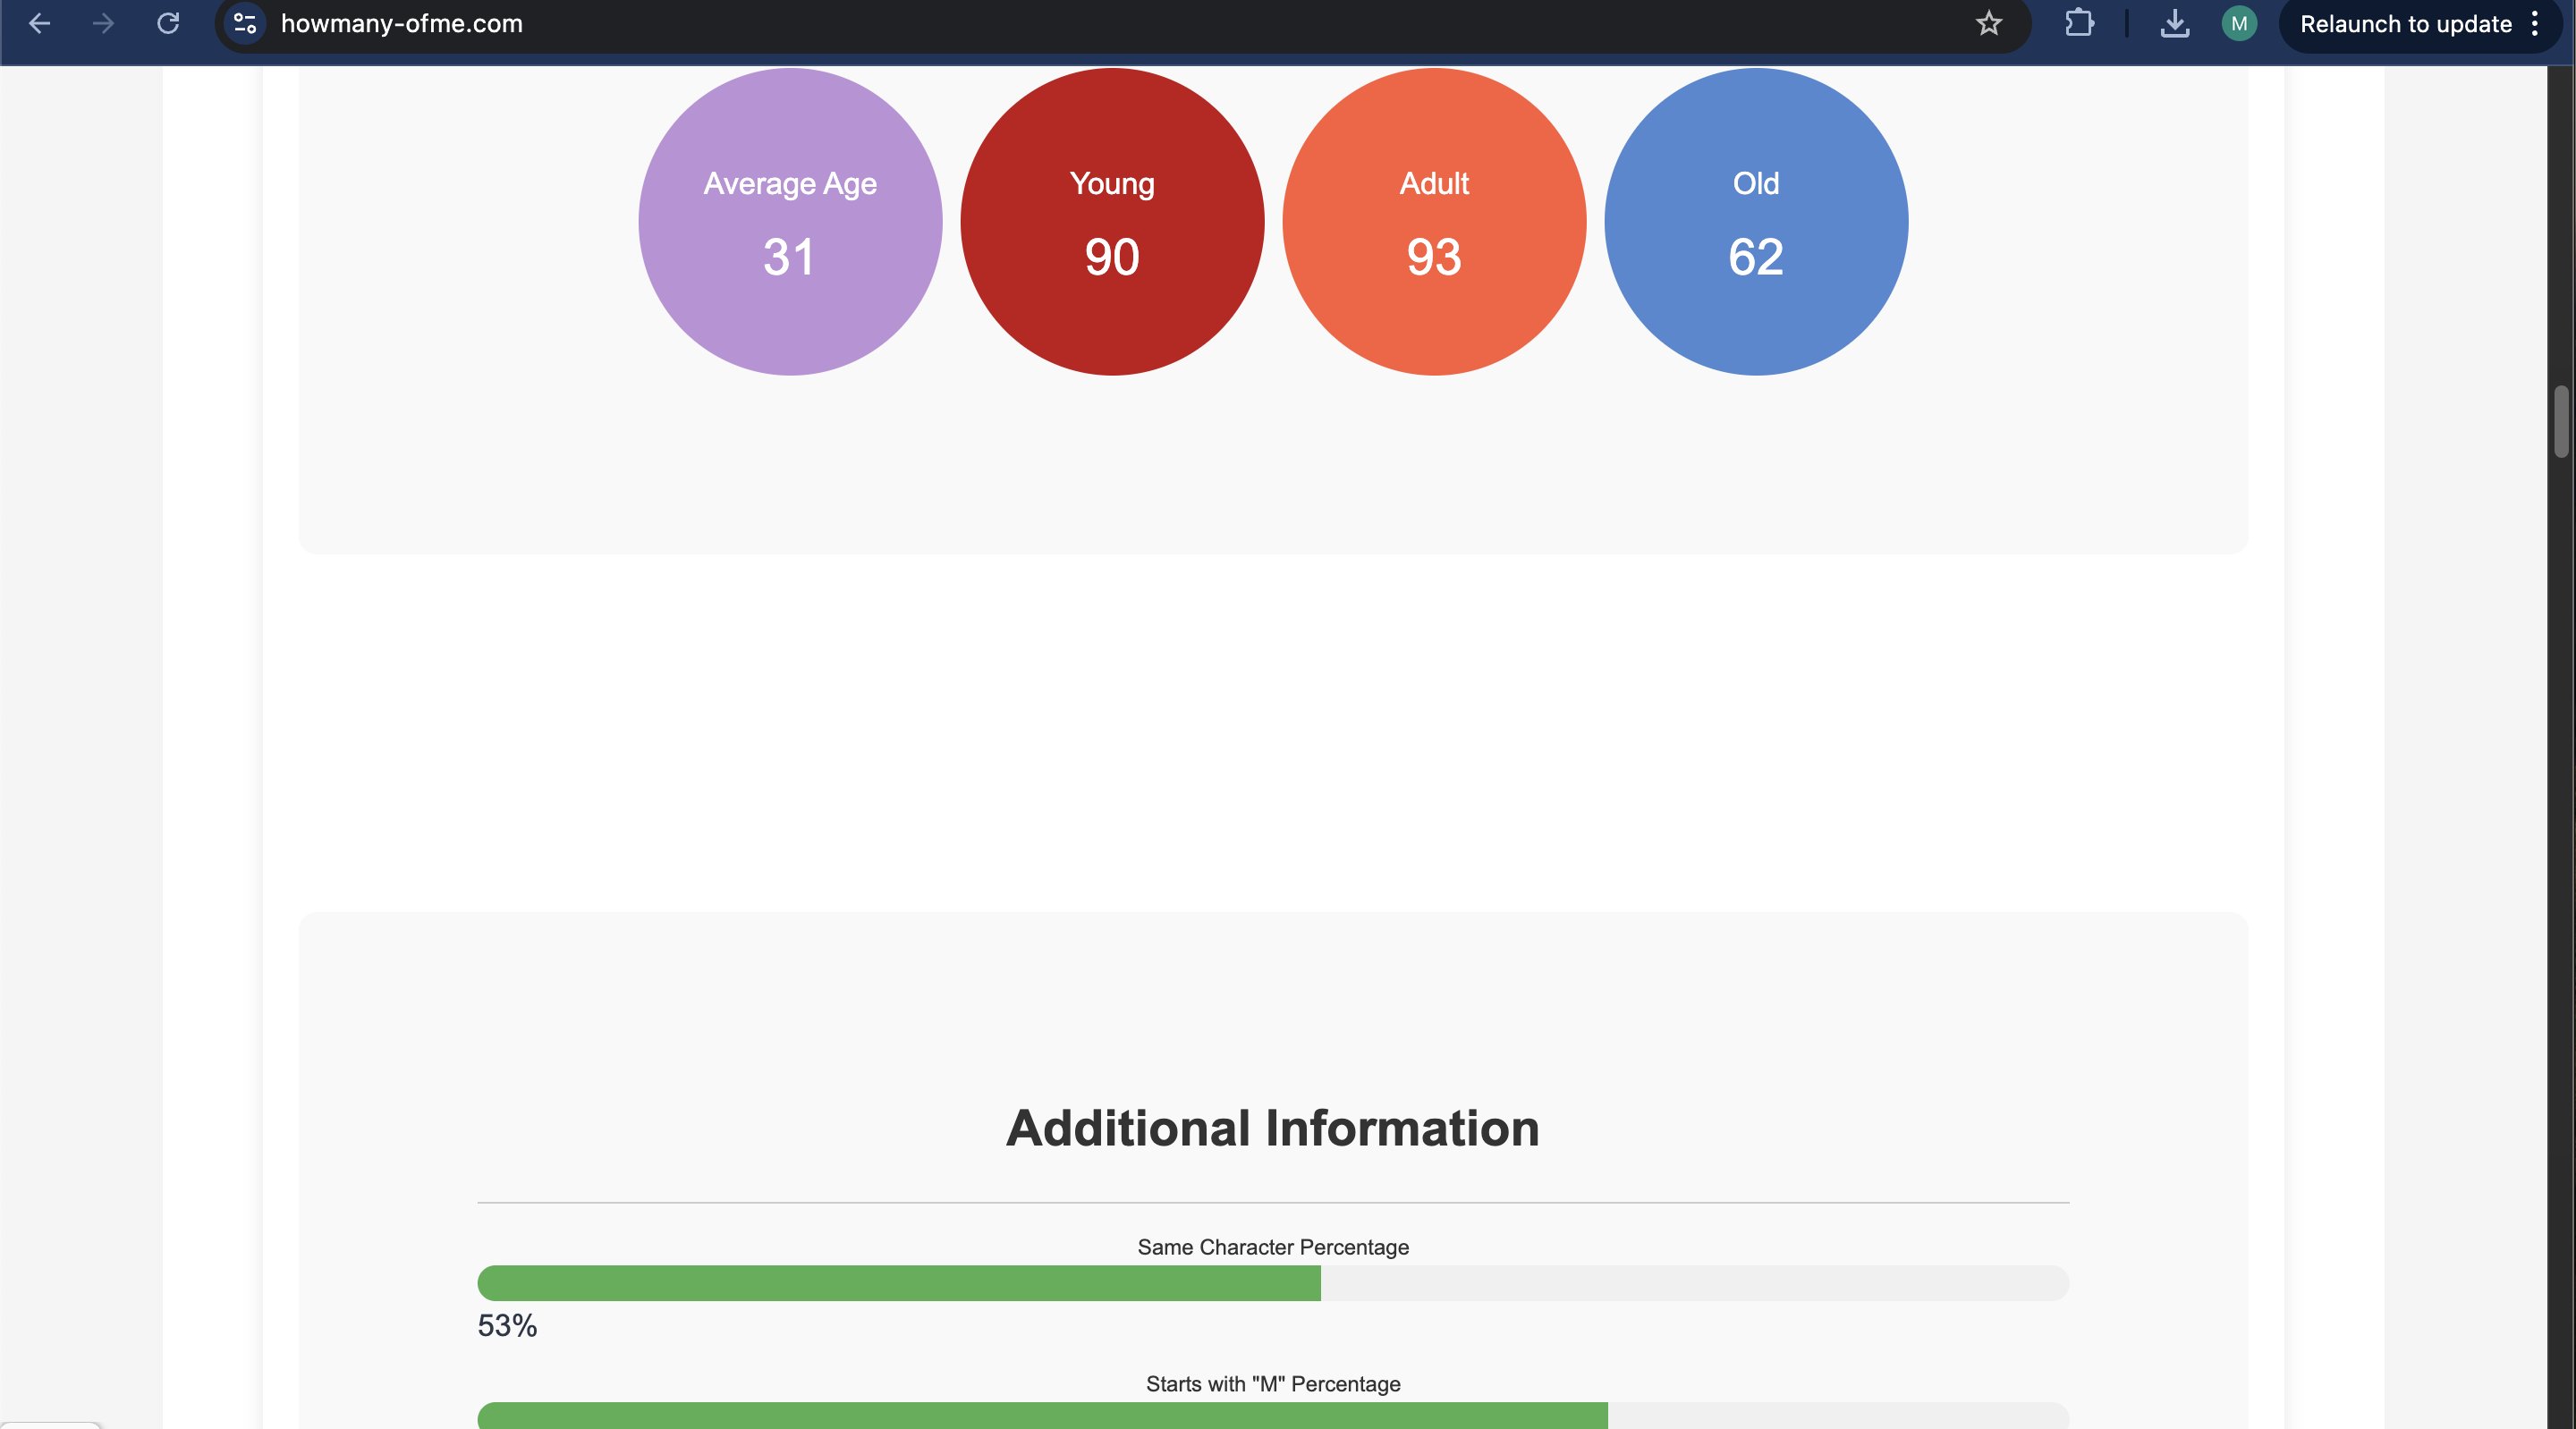 howmany-ofme.com
M
Relaunch to update
Average Age
31
Young
90
Adult
93
Old
62
Additional Information
Same Character Percentage
53%
Starts with "M" Percentage